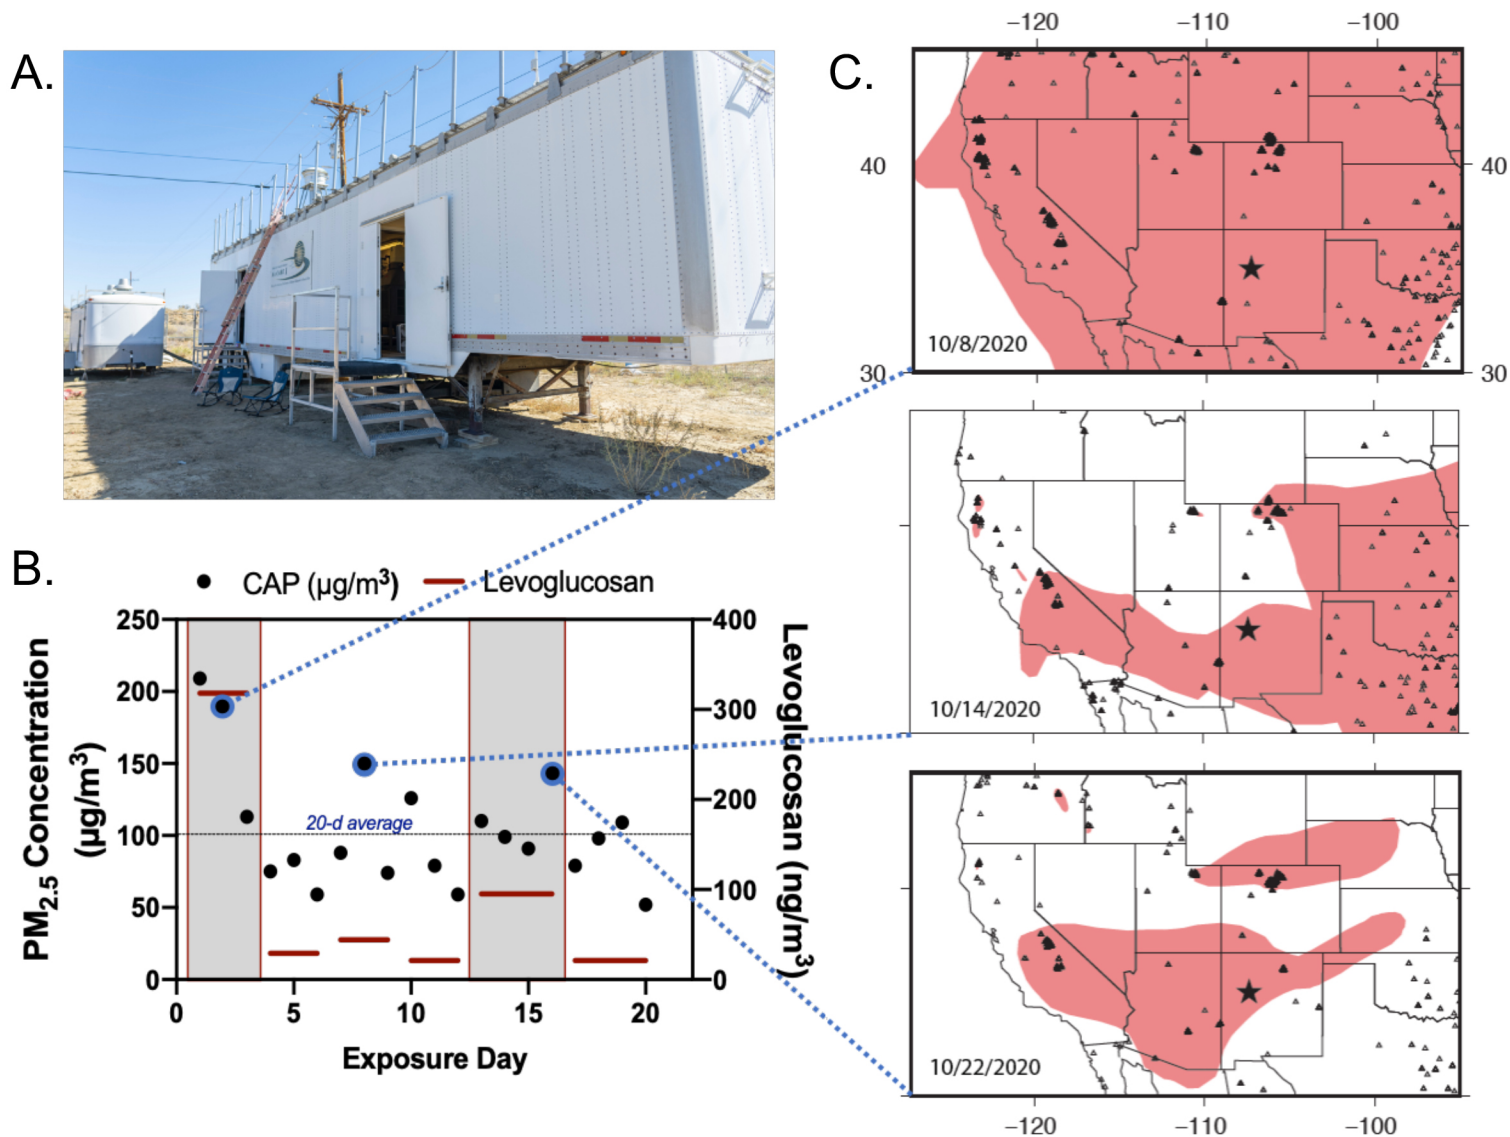 A.
B.
CAP (µg/m³) Levoglucosan
250
200
150
100
50
0
PM2.5 Concentration
(µg/m³)
20-d average
400
300
200
100
0
Levoglucosan (ng/m³)
0 5 10 15 20
Exposure Day
C.
−120 −110 −100
40 40
10/8/2020
30 30
10/14/2020
10/22/2020
−120 −110 −100